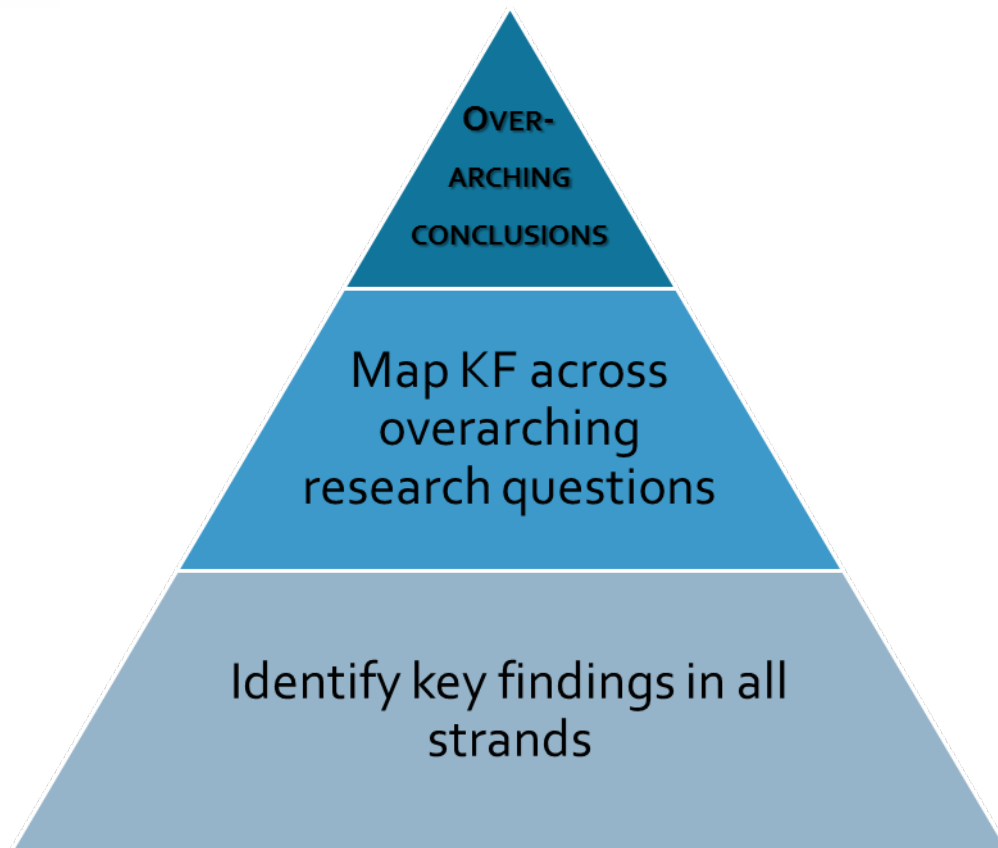 OVER-
ARCHING
CONCLUSIONS
Map KF across
overarching
research questions
Identify key findings in all
strands